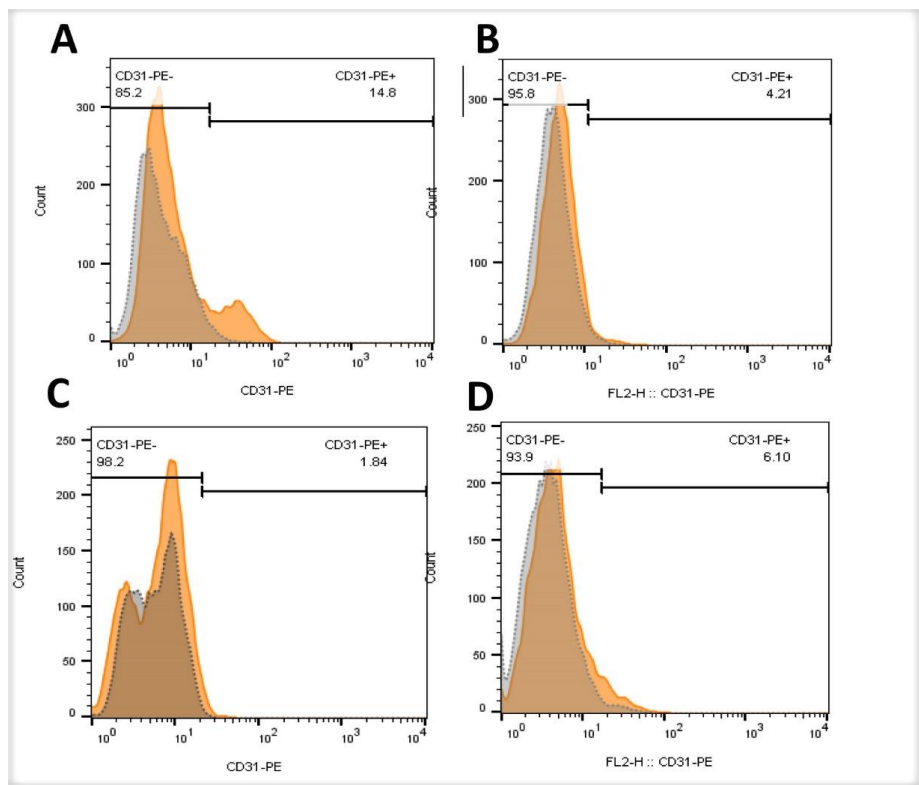 A
CD31-PE-
85.2
CD31-PE+
14.8
300
200
100
0
Count
10^0
10^1
10^2
10^3
10^4
CD31-PE
B
CD31-PE-
95.8
CD31-PE+
4.21
300
200
100
0
Count
10^0
10^1
10^2
10^3
10^4
FL2-H :: CD31-PE
C
CD31-PE-
98.2
CD31-PE+
1.84
250
200
150
100
50
0
Count
10^0
10^1
10^2
10^3
10^4
CD31-PE
D
CD31-PE-
93.9
CD31-PE+
6.10
250
200
150
100
50
0
Count
10^0
10^1
10^2
10^3
10^4
FL2-H :: CD31-PE